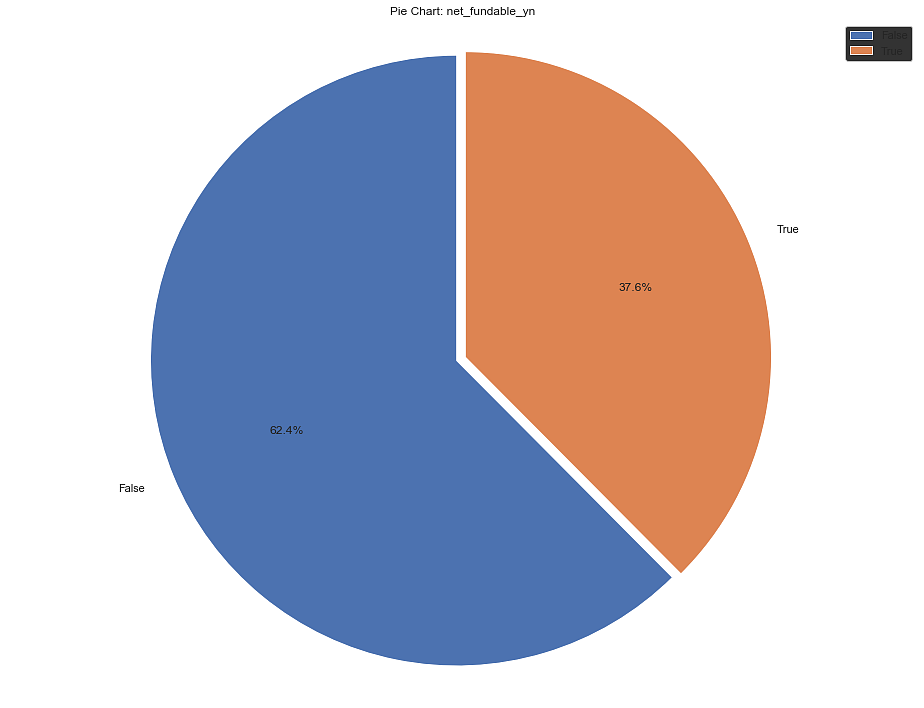 Pie Chart: net_fundable_yn
False
True
True
37.6%
62.4%
False